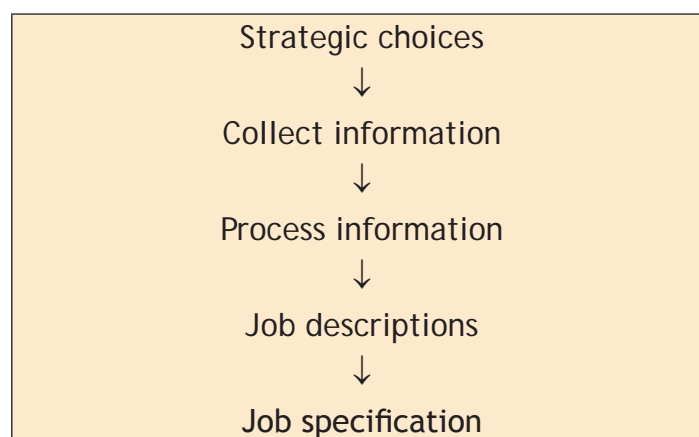 Strategic choices
↓
Collect information
↓
Process information
↓
Job descriptions
↓
Job specification